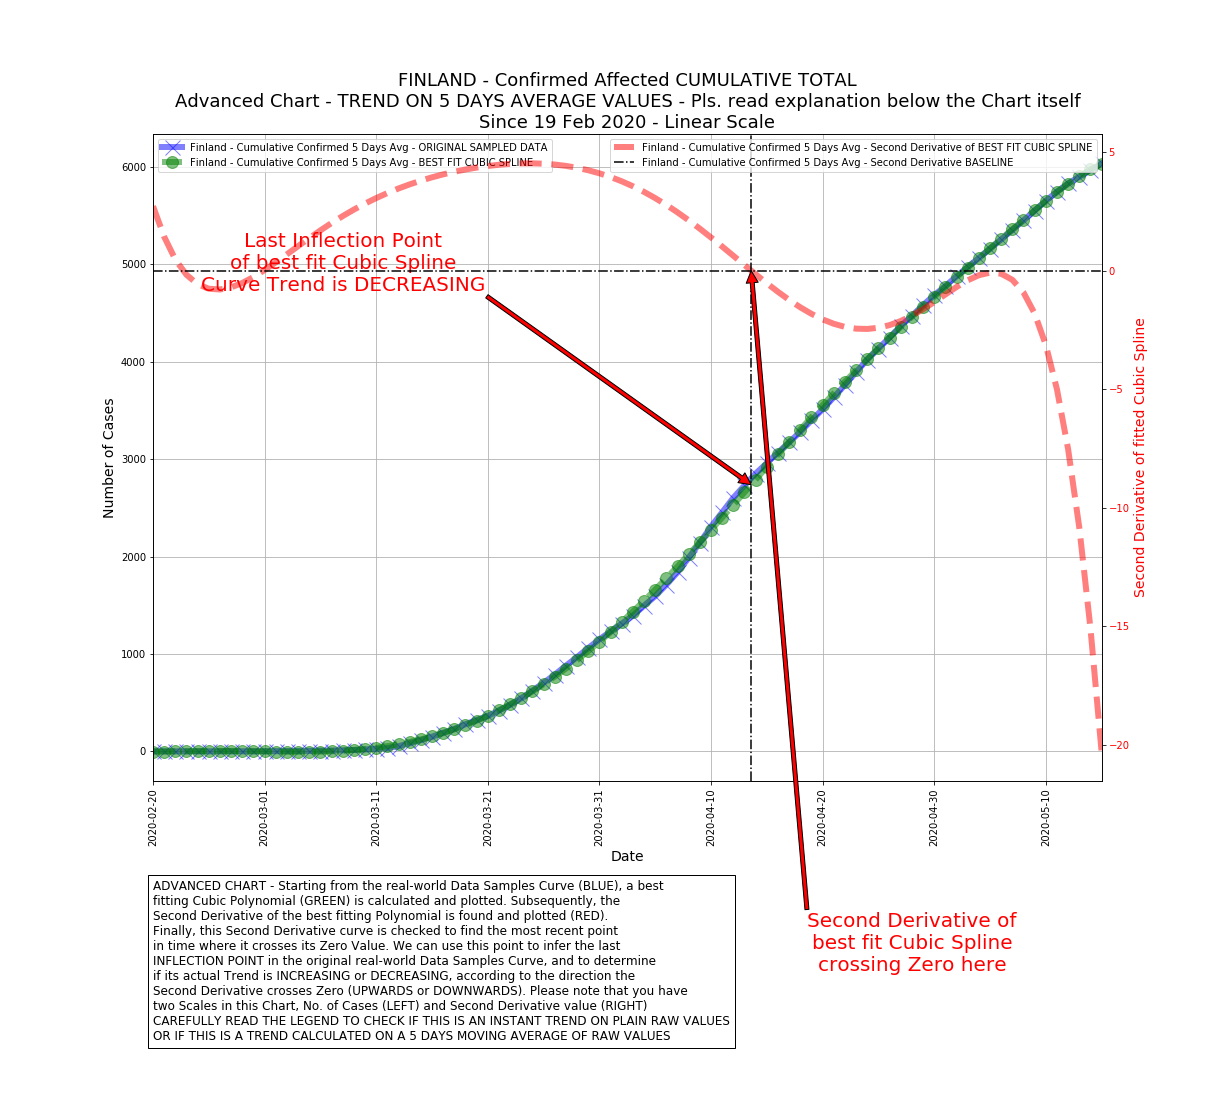 FINLAND - Confirmed Affected CUMULATIVE TOTAL
Advanced Chart - TREND ON 5 DAYS AVERAGE VALUES - Pls. read explanation below the Chart itself
Since 19 Feb 2020 - Linear Scale
Finland - Cumulative Confirmed 5 Days Avg - ORIGINAL SAMPLED DATA
Finland - Cumulative Confirmed 5 Days Avg - BEST FIT CUBIC SPLINE
Finland - Cumulative Confirmed 5 Days Avg - Second Derivative of BEST FIT CUBIC SPLINE
Finland - Cumulative Confirmed 5 Days Avg - Second Derivative BASELINE
Last Inflection Point
of best fit Cubic Spline
Curve Trend is DECREASING
Number of Cases
6000
5000
4000
3000
2000
1000
0
5
0
−5
−10
−15
−20
Second Derivative of fitted Cubic Spline
2020-02-20
2020-03-01
2020-03-11
2020-03-21
2020-03-31
2020-04-10
2020-04-20
2020-04-30
2020-05-10
Date
ADVANCED CHART - Starting from the real-world Data Samples Curve (BLUE), a best
fitting Cubic Polynomial (GREEN) is calculated and plotted. Subsequently, the
Second Derivative of the best fitting Polynomial is found and plotted (RED).
Finally, this Second Derivative curve is checked to find the most recent point
in time where it crosses its Zero Value. We can use this point to infer the last
INFLECTION POINT in the original real-world Data Samples Curve, and to determine
if its actual Trend is INCREASING or DECREASING, according to the direction the
Second Derivative crosses Zero (UPWARDS or DOWNWARDS). Please note that you have
two Scales in this Chart, No. of Cases (LEFT) and Second Derivative value (RIGHT)
CAREFULLY READ THE LEGEND TO CHECK IF THIS IS AN INSTANT TREND ON PLAIN RAW VALUES
OR IF THIS IS A TREND CALCULATED ON A 5 DAYS MOVING AVERAGE OF RAW VALUES
Second Derivative of
best fit Cubic Spline
crossing Zero here